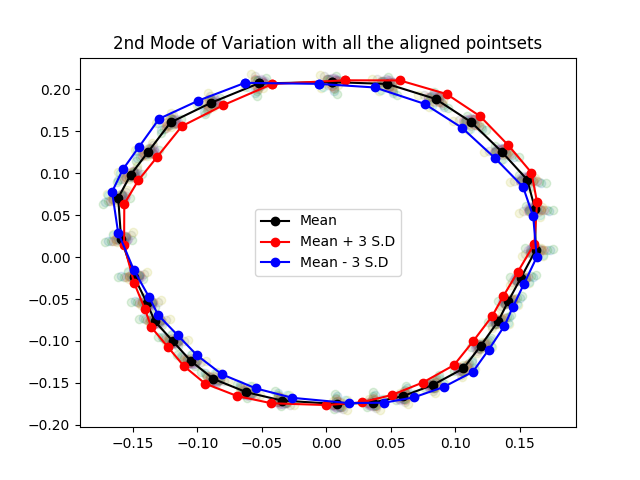 2nd Mode of Variation with all the aligned pointsets
0.20
0.15
0.10
0.05
0.00
−0.05
−0.10
−0.15
−0.20
Mean
Mean + 3 S.D
Mean - 3 S.D
−0.15 −0.10 −0.05 0.00 0.05 0.10 0.15